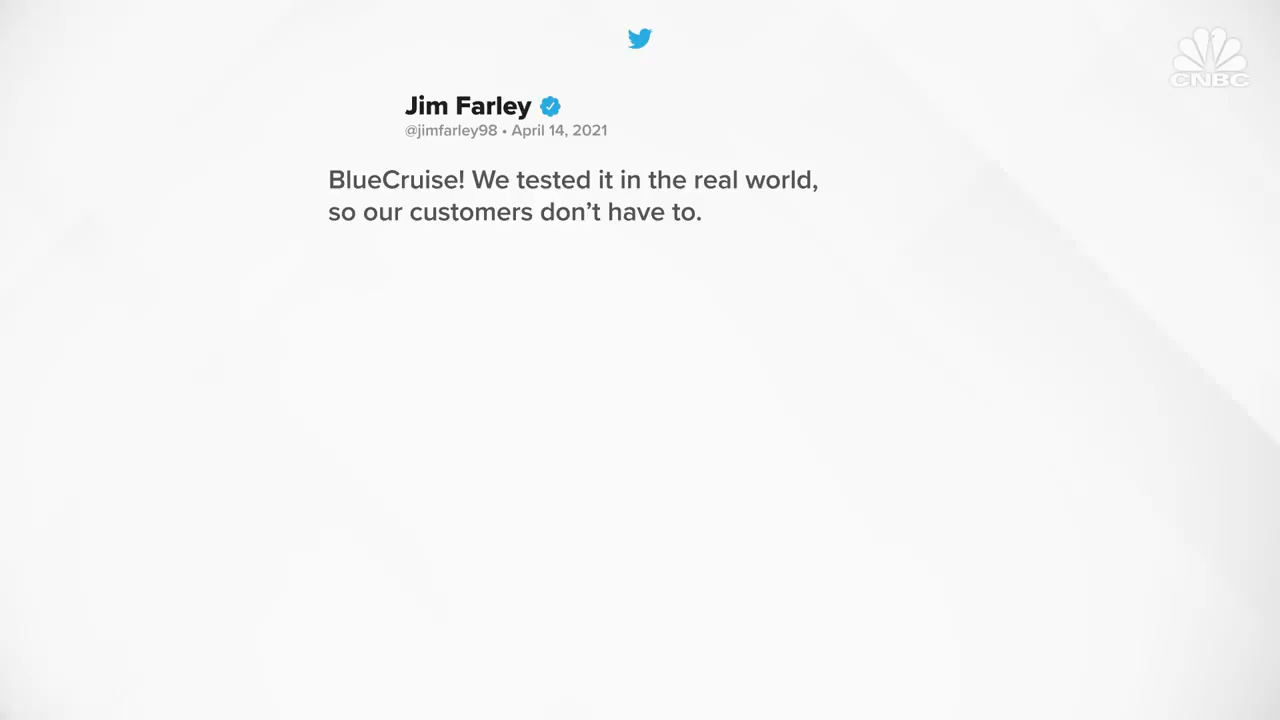 CNBC
Jim Farley
@jimfarley98 • April 14, 2021
BlueCruise! We tested it in the real world,
so our customers don’t have to.